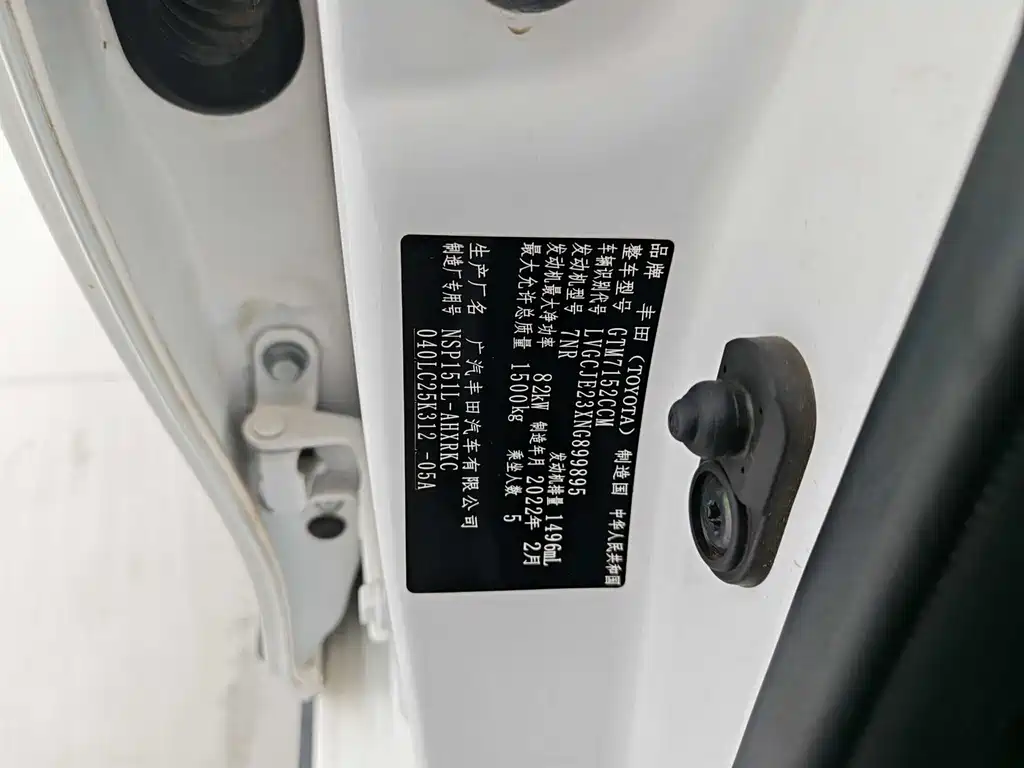 品牌 丰田(TOYOTA) 制造国 中华人民共和国
整车型号 GTM7152CCM
车辆识别代号 LVGCJE23XNG899895
发动机型号 7NR 发动机排量 1496mL
发动机最大净功率 82kW 制造年月 2022年 2月
最大允许总质量 1500kg 乘坐人数 5
生产厂名 广汽丰田汽车有限公司
制造厂专用号 NSP151L-AHXRKC
040LC25K312 -05A